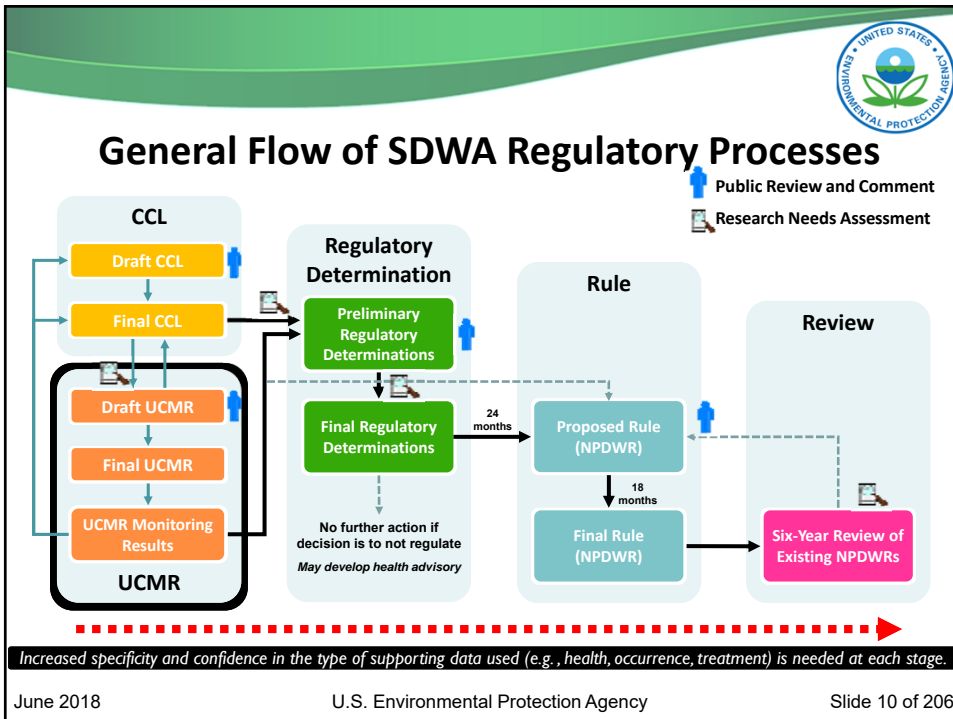 UNITED STATES
ENVIRONMENTAL PROTECTION AGENCY
General Flow of SDWA Regulatory Processes
Public Review and Comment
Research Needs Assessment
CCL
Draft CCL
Final CCL
Draft UCMR
Final UCMR
UCMR Monitoring
Results
UCMR
Regulatory
Determination
Preliminary
Regulatory
Determinations
Final Regulatory
Determinations
No further action if
decision is to not regulate
May develop health advisory
24
months
Rule
Proposed Rule
(NPDWR)
18
months
Final Rule
(NPDWR)
Review
Six-Year Review of
Existing NPDWRs
Increased specificity and confidence in the type of supporting data used (e.g., health, occurrence, treatment) is needed at each stage.
June 2018
U.S. Environmental Protection Agency
Slide 10 of 206